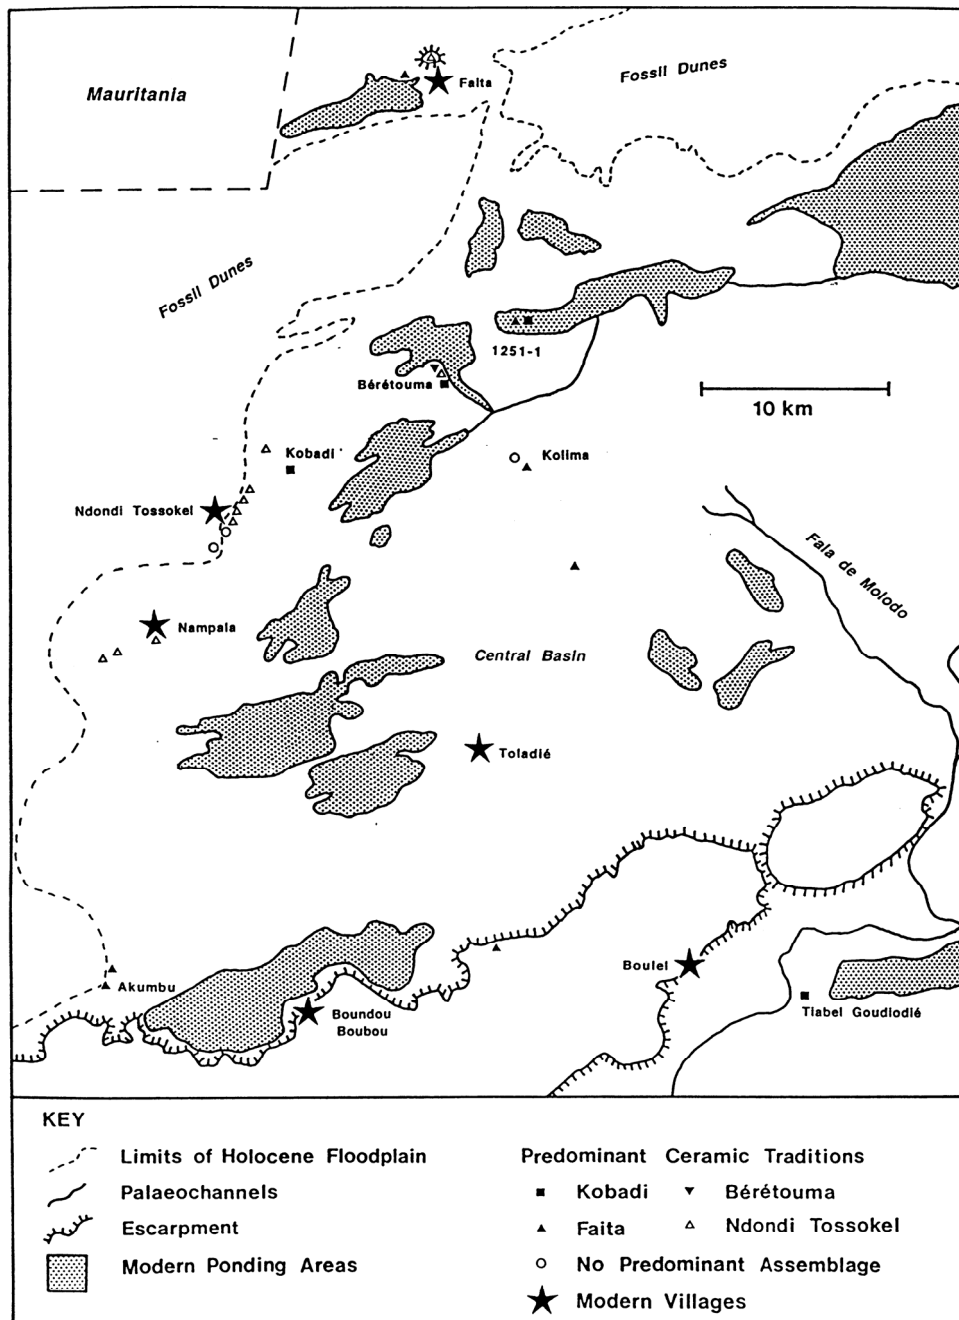 Mauritania
Faita
Fossil Dunes
Fossil Dunes
1251-1
Bérétouma
10 km
Kobadi
Kolima
Ndondi Tossokel
Fala de Molodo
Nampala
Central Basin
Toladié
Akumbu
Boundou
Boubou
Boulel
Tiabel Goudiodié
KEY
Limits of Holocene Floodplain
Palaeochannels
Escarpment
Modern Ponding Areas
Predominant Ceramic Traditions
Kobadi
Bérétouma
Faita
Ndondi Tossokel
No Predominant Assemblage
Modern Villages